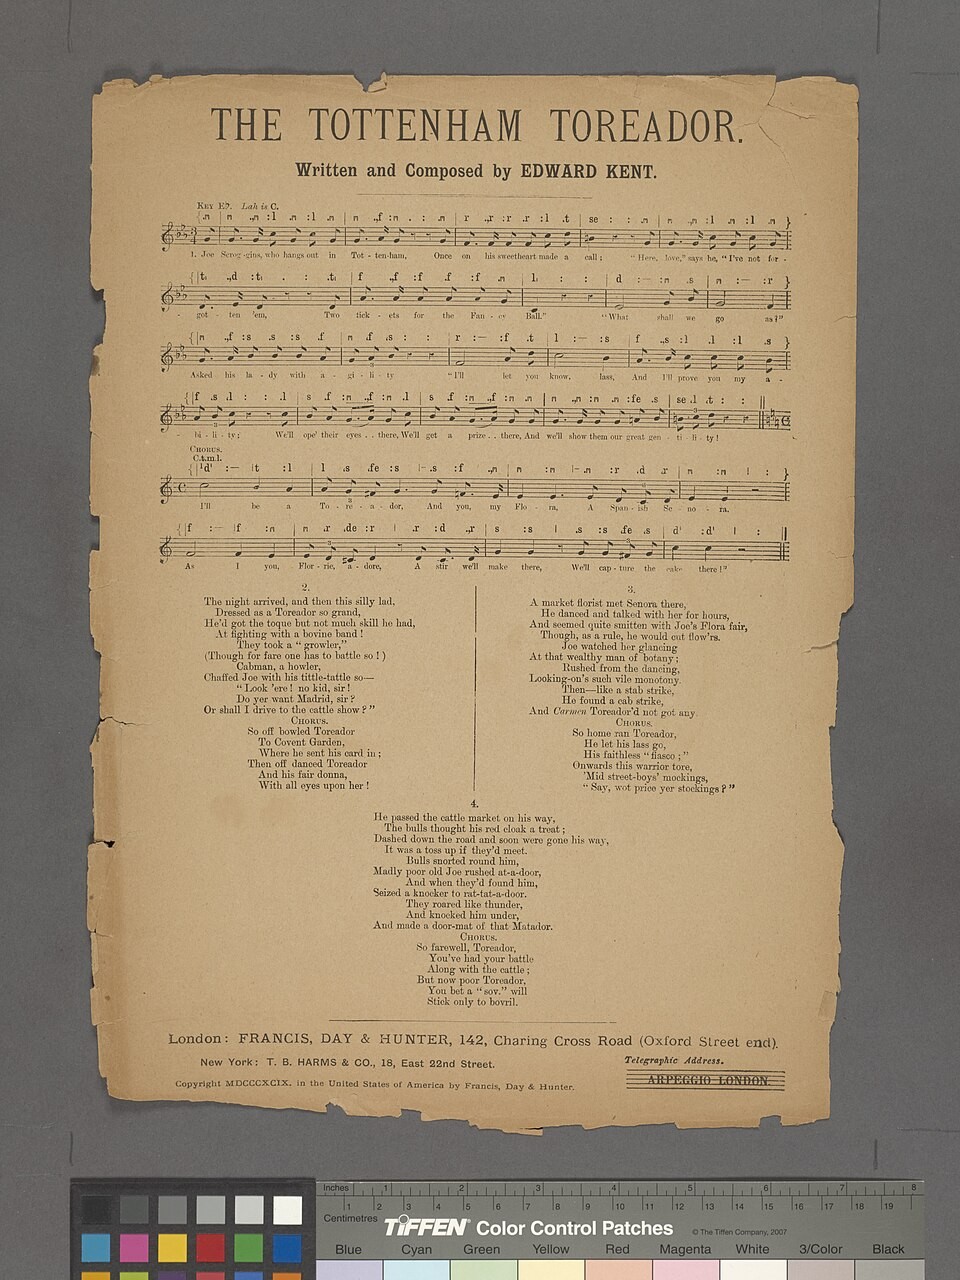 THE TOTTENHAM TOREADOR.
Written and Composed by EDWARD KENT.
KEY E♭. Lah is C.
1. Joe Scrog-gins, who hangs out in Tot - ten-ham, Once on his sweetheart made a call; "Here, love," says he, "I've not for -
got - ten 'em, Two tick - ets for the Fan - cy Ball." "What shall we go as?"
Asked his la - dy with a - gi - li - ty "I'll let you know, lass, And I'll prove you my a -
bi - li - ty; We'll ope' their eyes . . there, We'll get a prize . . there, And we'll show them our great gen - ti - li - ty!
CHORUS.
C.t.m.l.
I'll be a To - re - a - dor, And you, my Flo - ra, A Span - ish Se - no - ra.
As I you, Flor - rie, a - dore, A stir we'll make there, We'll cap - ture the cake there!"
2.
The night arrived, and then this silly lad,
Dressed as a Toreador so grand,
He'd got the toque but not much skill he had,
At fighting with a bovine band!
They took a "growler,"
(Though for fare one has to battle so!)
Cabman, a howler,
Chaffed Joe with his tittle-tattle so—
"Look 'ere! no kid, sir!
Do yer want Madrid, sir?
Or shall I drive to the cattle show?"
CHORUS.
So off bowled Toreador
To Covent Garden,
Where he sent his card in;
Then off danced Toreador
And his fair donna,
With all eyes upon her!
3.
A market florist met Senora there,
He danced and talked with her for hours,
And seemed quite smitten with Joe's Flora fair,
Though, as a rule, he would cut flow'rs.
Joe watched her glancing
At that wealthy man of botany;
Rushed from the dancing,
Looking-on's such vile monotony.
Then—like a stab strike,
He found a cab strike,
And Carmen Toreador'd not got any.
CHORUS.
So home ran Toreador,
He let his lass go,
His faithless "fiasco;"
Onwards this warrior tore,
'Mid street-boys' mockings,
"Say, wot price yer stockings?"
4.
He passed the cattle market on his way,
The bulls thought his red cloak a treat;
Dashed down the road and soon were gone his way,
It was a toss up if they'd meet.
Bulls snorted round him,
Madly poor old Joe rushed at-a-door,
And when they'd found him,
Seized a knocker to rat-tat-a-door.
They roared like thunder,
And knocked him under,
And made a door-mat of that Matador.
CHORUS.
So farewell, Toreador,
You've had your battle
Along with the cattle;
But now poor Toreador,
You bet a "sov." will
Stick only to bovril.
London: FRANCIS, DAY & HUNTER, 142, Charing Cross Road (Oxford Street end).
New York: T. B. HARMS & CO., 18, East 22nd Street.
Telegraphic Address.
ARPEGGIO LONDON.
Copyright MDCCCXCIX. in the United States of America by Francis, Day & Hunter.
Inches 1 2 3 4 5 6 7 8
Centimetres 1 2 3 4 5 6 7 8 9 10 11 12 13 14 15 16 17 18 19
TIFFEN Color Control Patches © The Tiffen Company, 2007
Blue Cyan Green Yellow Red Magenta White 3/Color Black